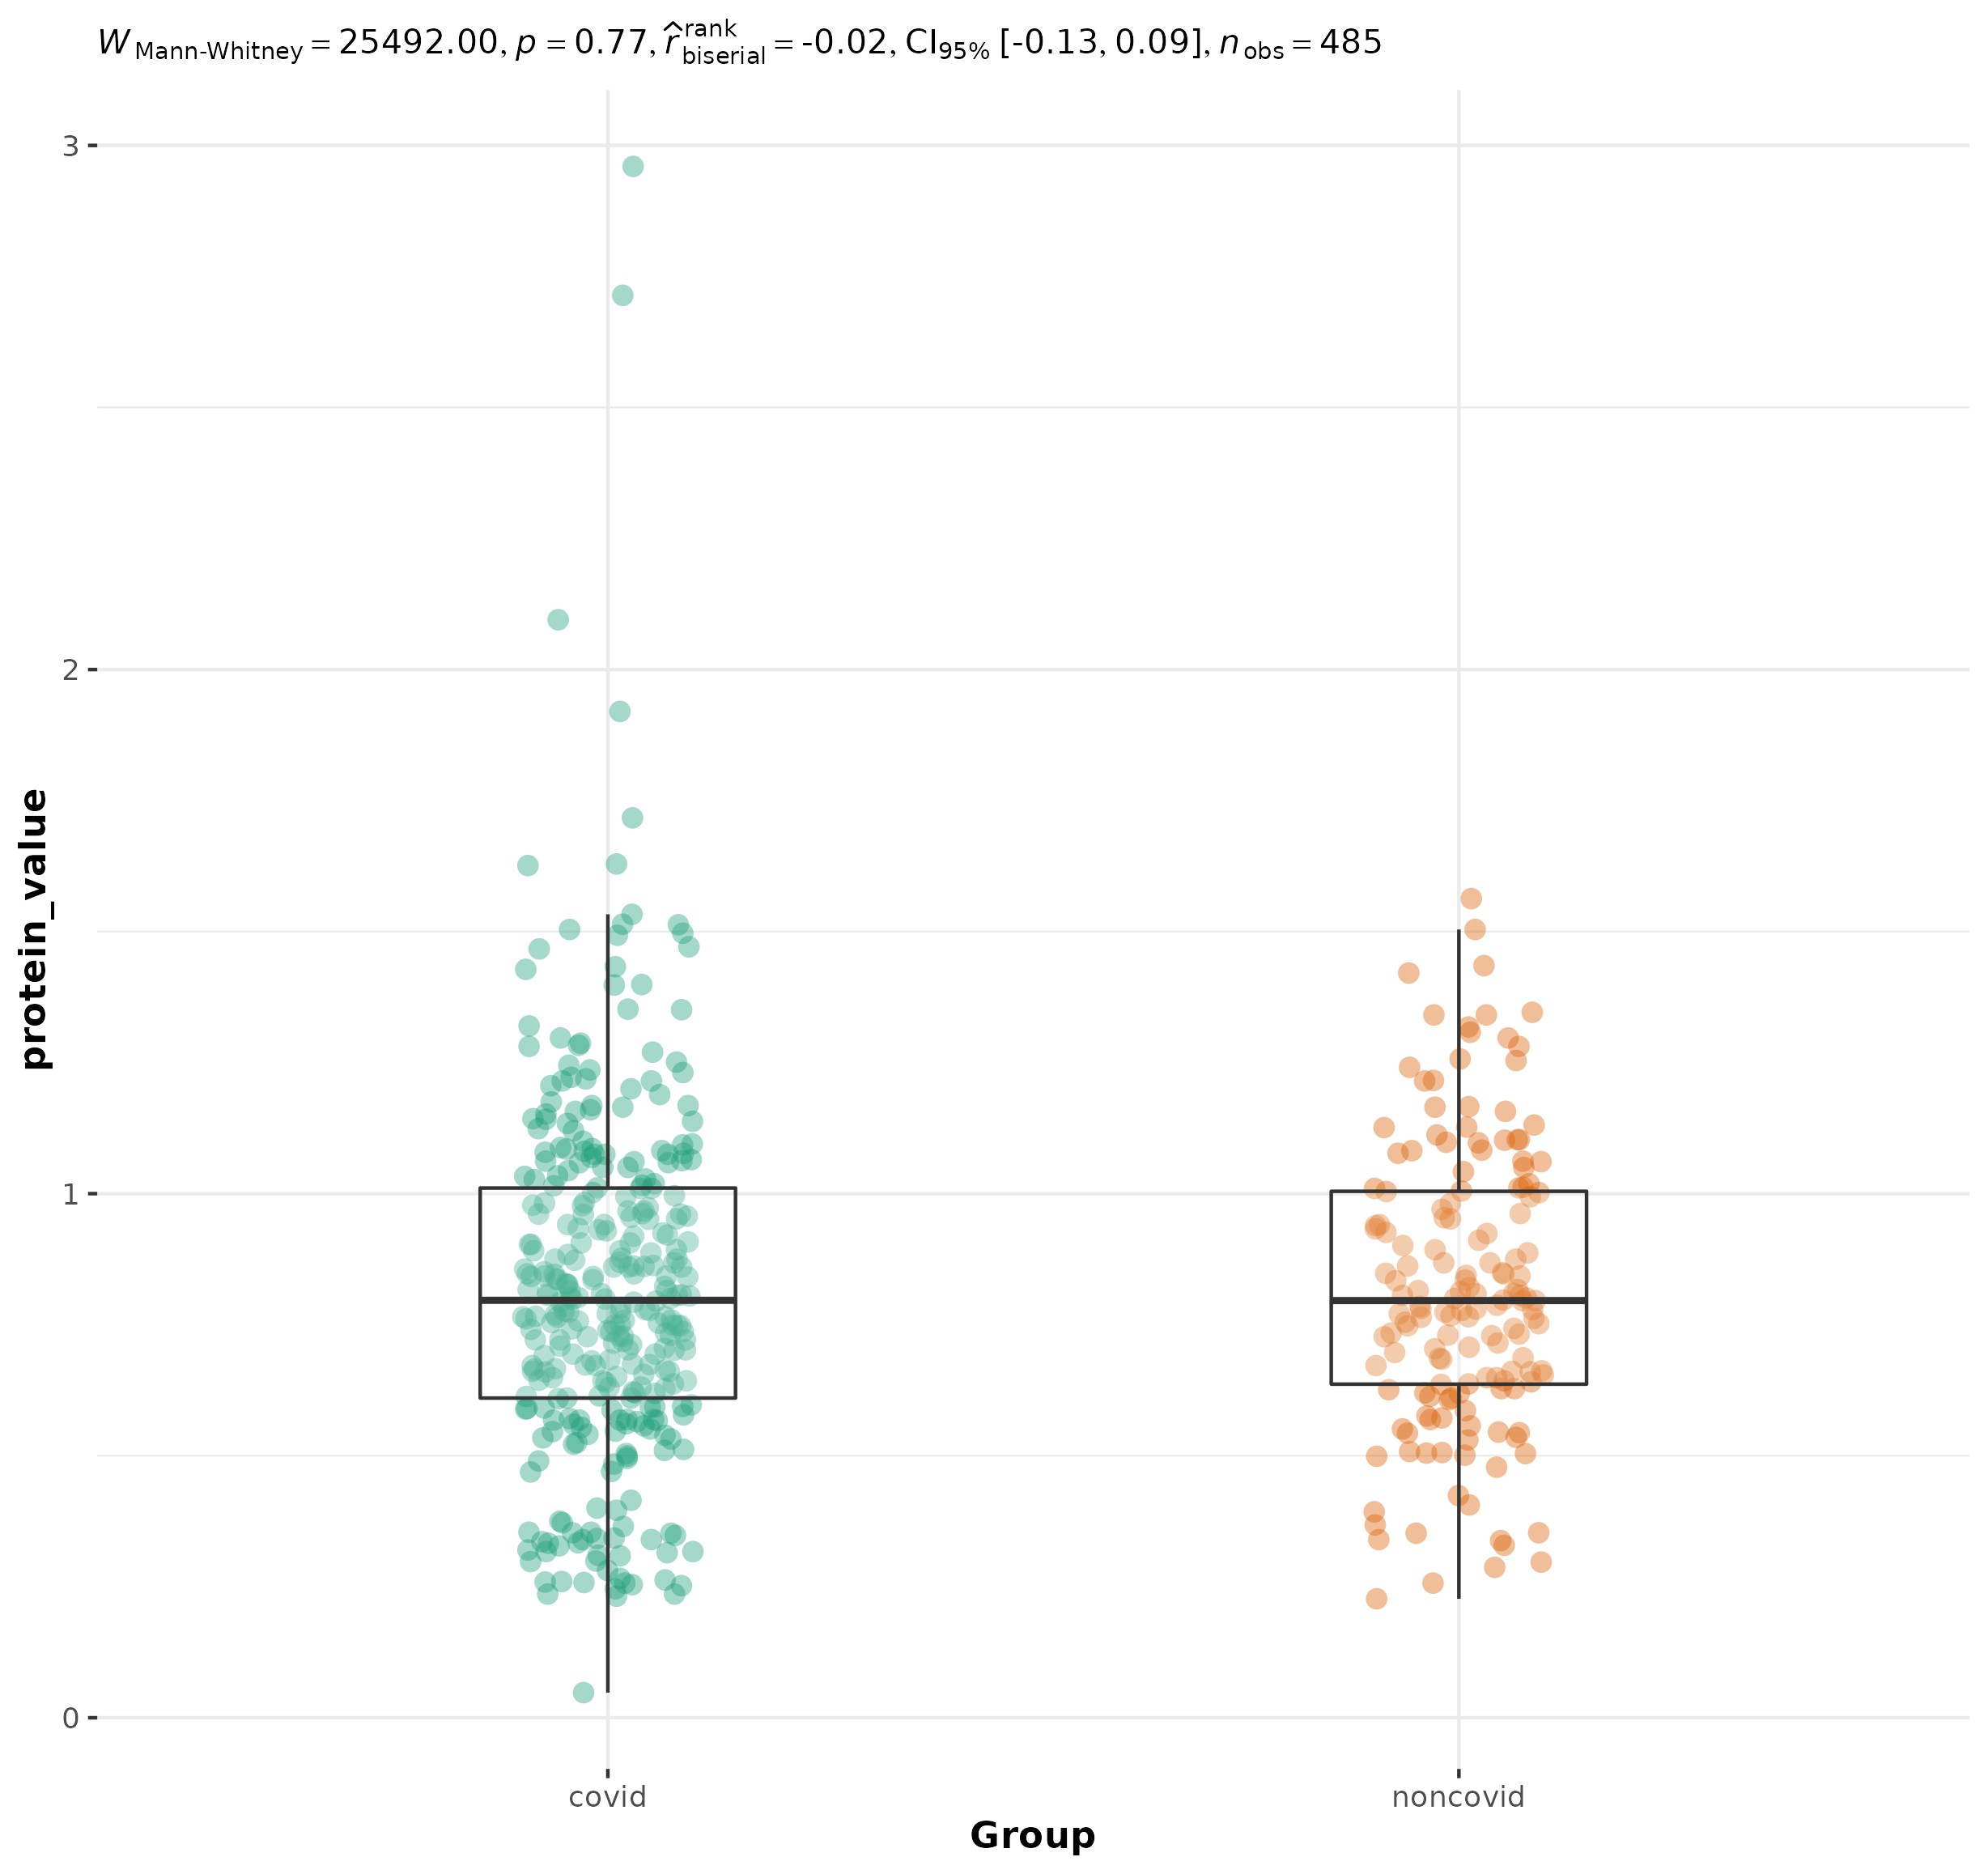 W Mann-Whitney = 25492.00, p = 0.77, r̂ rank biserial = -0.02, CI95% [-0.13, 0.09], n obs = 485
3
2
1
0
protein_value
covid noncovid
Group